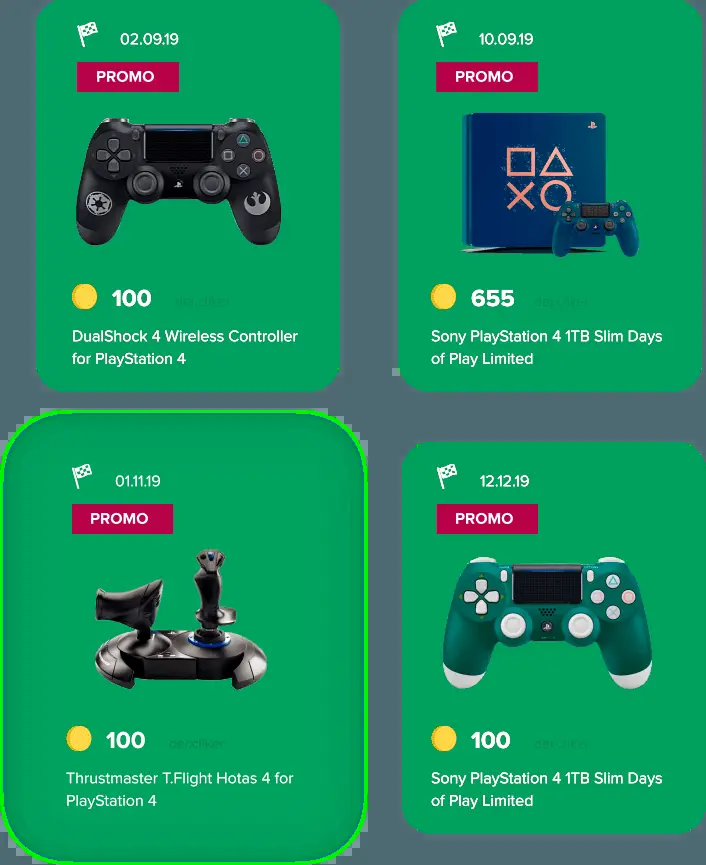 02.09.19
PROMO
100
DualShock 4 Wireless Controller
for PlayStation 4
10.09.19
PROMO
655
Sony PlayStation 4 1TB Slim Days
of Play Limited
01.11.19
PROMO
100
Thrustmaster T.Flight Hotas 4 for
PlayStation 4
12.12.19
PROMO
100
Sony PlayStation 4 1TB Slim Days
of Play Limited